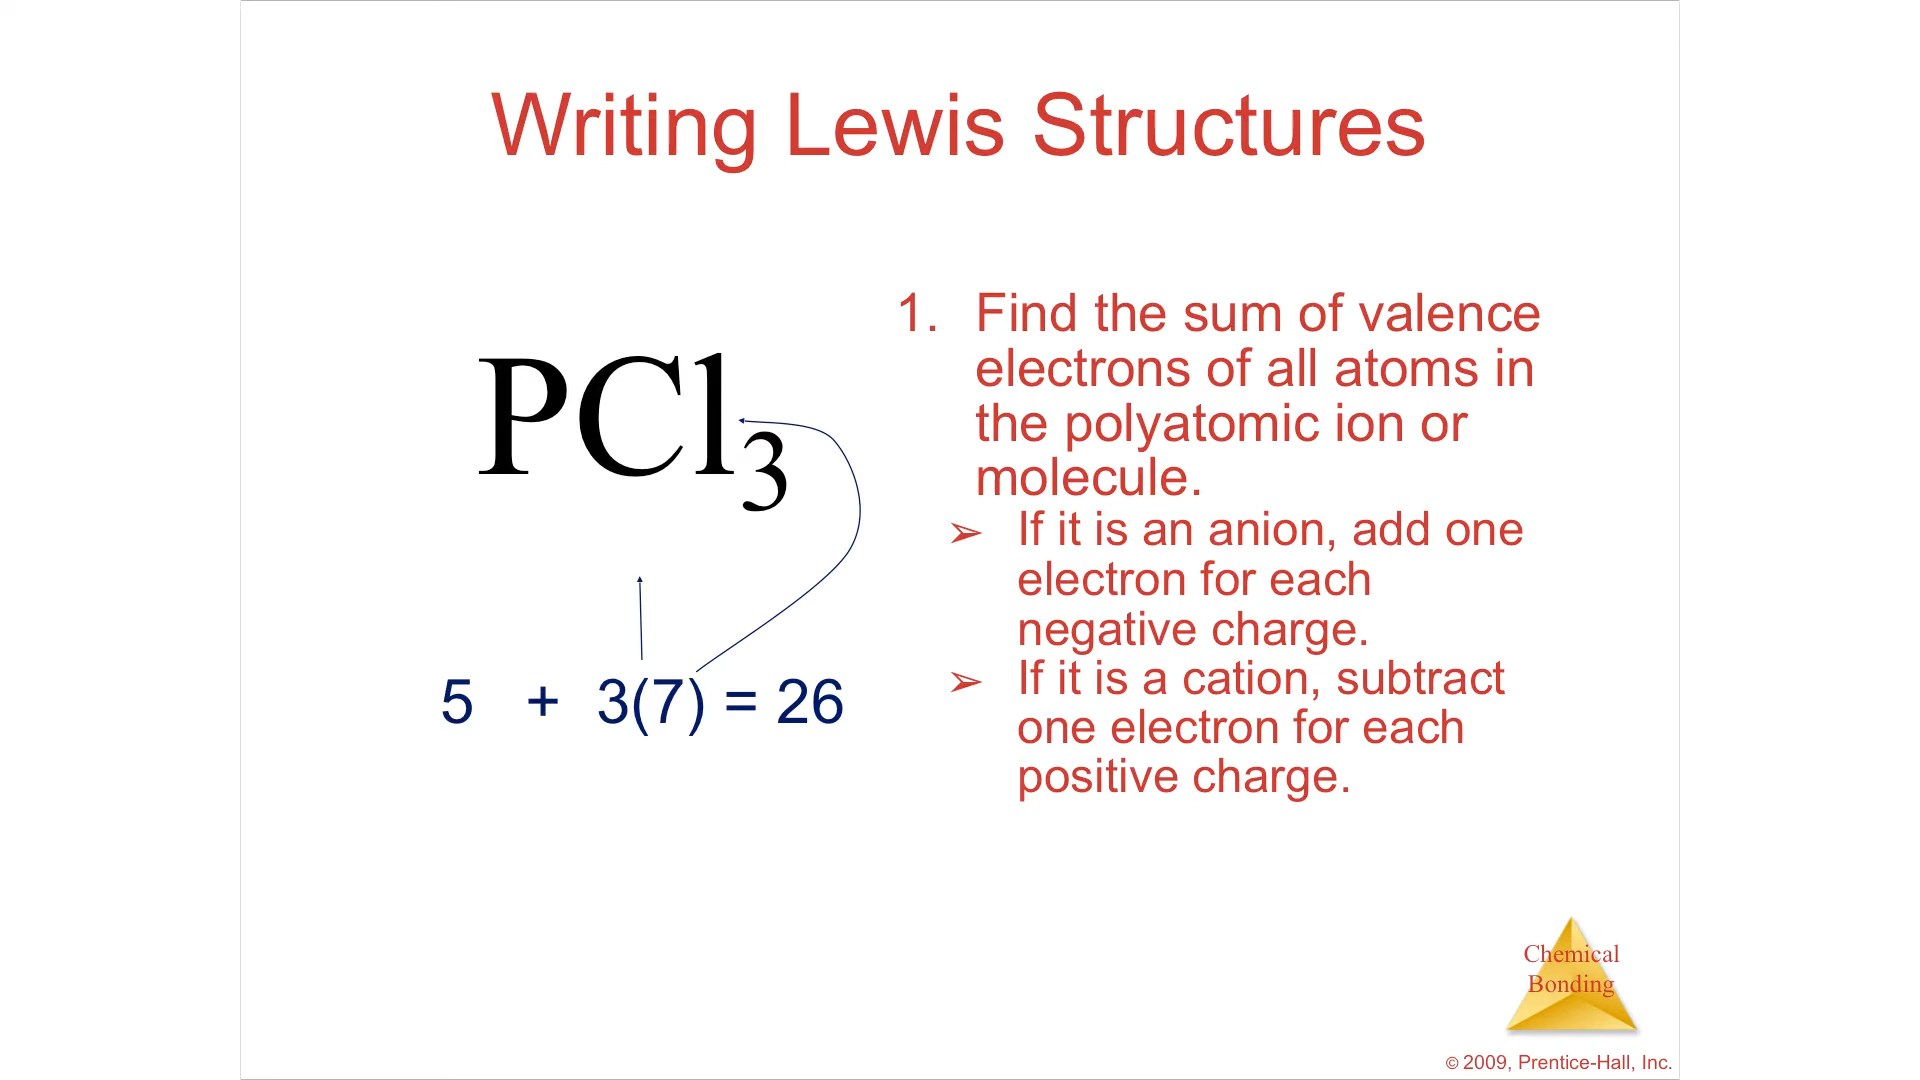 Writing Lewis Structures
PCl₃
5 + 3(7) = 26
1. Find the sum of valence
electrons of all atoms in
the polyatomic ion or
molecule.
➢ If it is an anion, add one
electron for each
negative charge.
➢ If it is a cation, subtract
one electron for each
positive charge.
Chemical
Bonding
© 2009, Prentice-Hall, Inc.